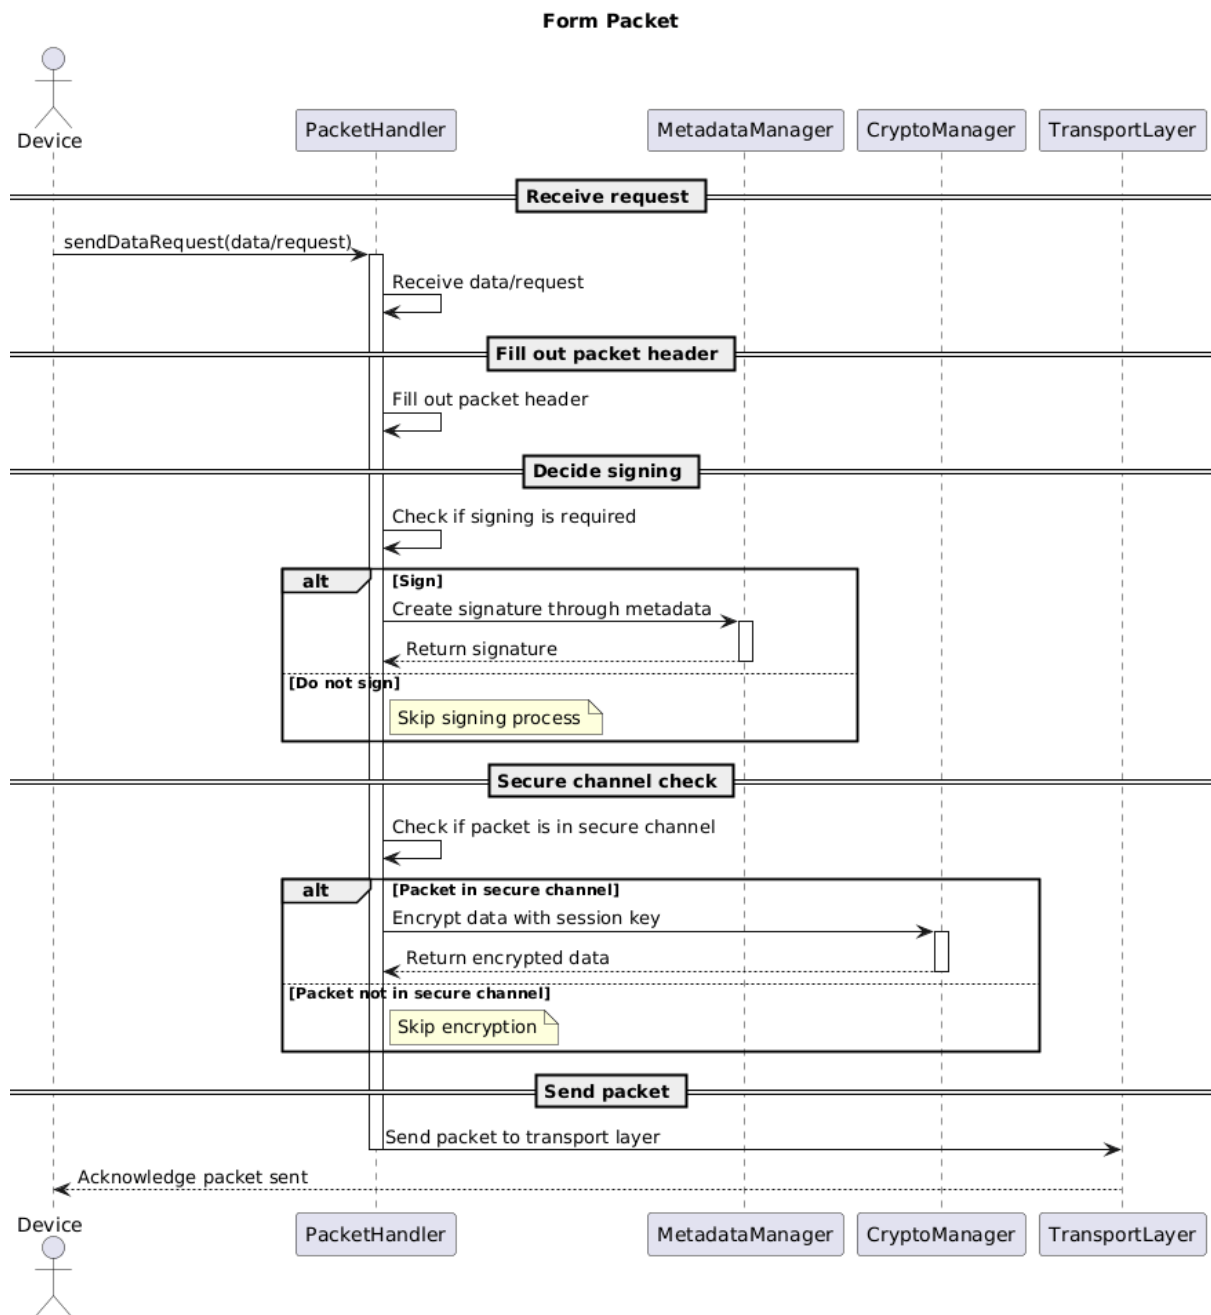 Form Packet
Device
PacketHandler
MetadataManager
CryptoManager
TransportLayer
Receive request
sendDataRequest(data/request)
Receive data/request
Fill out packet header
Fill out packet header
Decide signing
Check if signing is required
alt
[Sign]
Create signature through metadata
Return signature
[Do not sign]
Skip signing process
Secure channel check
Check if packet is in secure channel
alt
[Packet in secure channel]
Encrypt data with session key
Return encrypted data
[Packet not in secure channel]
Skip encryption
Send packet
Send packet to transport layer
Acknowledge packet sent
Device
PacketHandler
MetadataManager
CryptoManager
TransportLayer